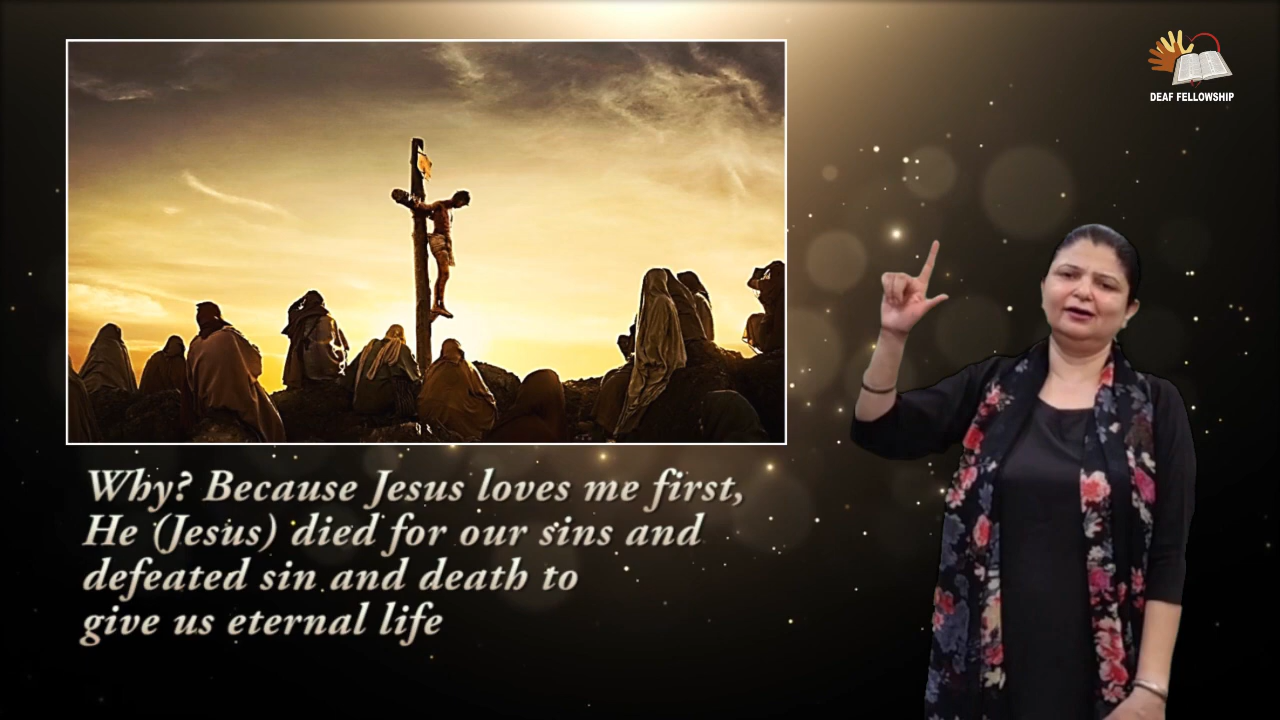 DEAF FELLOWSHIP
Why? Because Jesus loves me first,
He (Jesus) died for our sins and
defeated sin and death to
give us eternal life